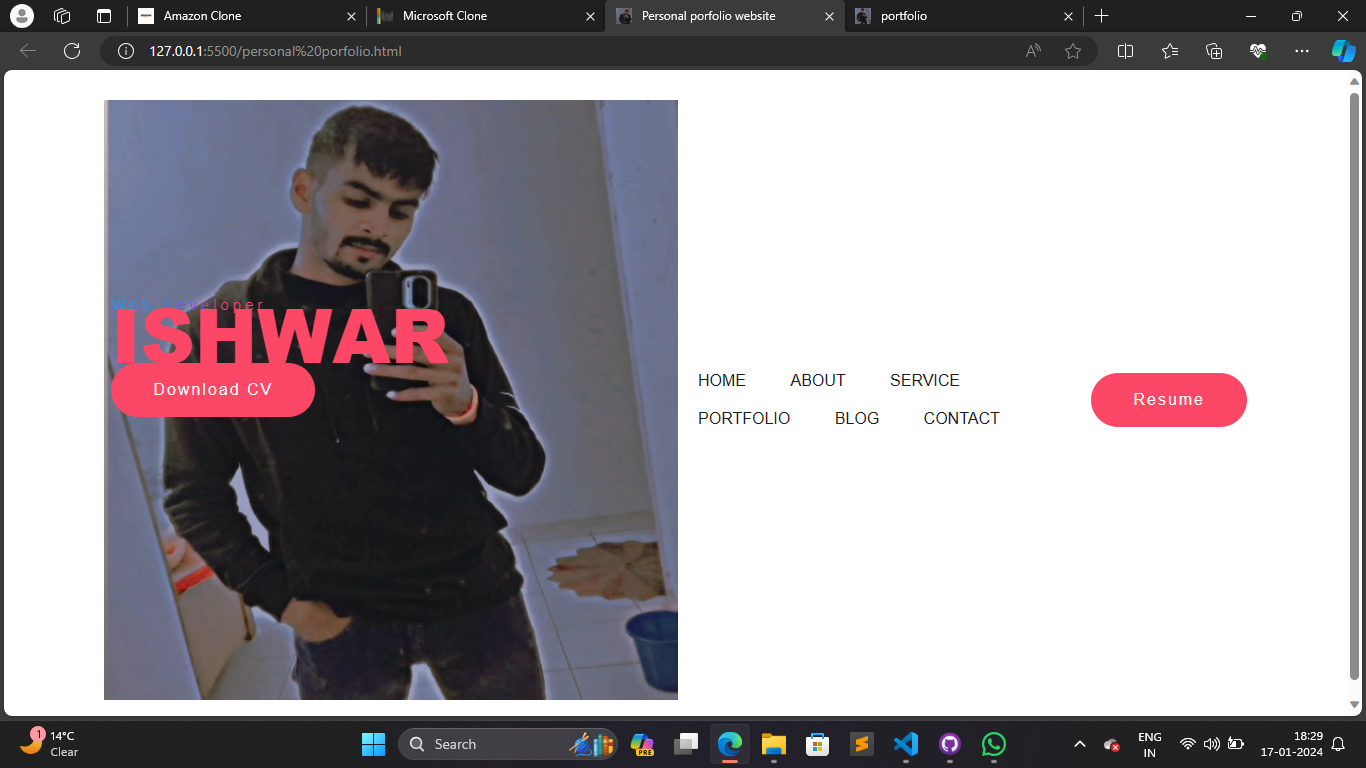 Amazon Clone
Microsoft Clone
Personal porfolio website
portfolio
127.0.0.1:5500/personal%20porfolio.html
Web Developer
ISHWAR
Download CV
HOME ABOUT SERVICE
PORTFOLIO BLOG CONTACT
Resume
1
14°C
Clear
Search
PRE
ENG
IN
18:29
17-01-2024